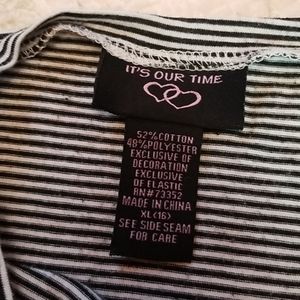 IT'S OUR TIME
52% COTTON
48% POLYESTER
EXCLUSIVE OF
DECORATION
EXCLUSIVE
OF ELASTIC
RN#73352
MADE IN CHINA
XL (16)
SEE SIDE SEAM
FOR CARE